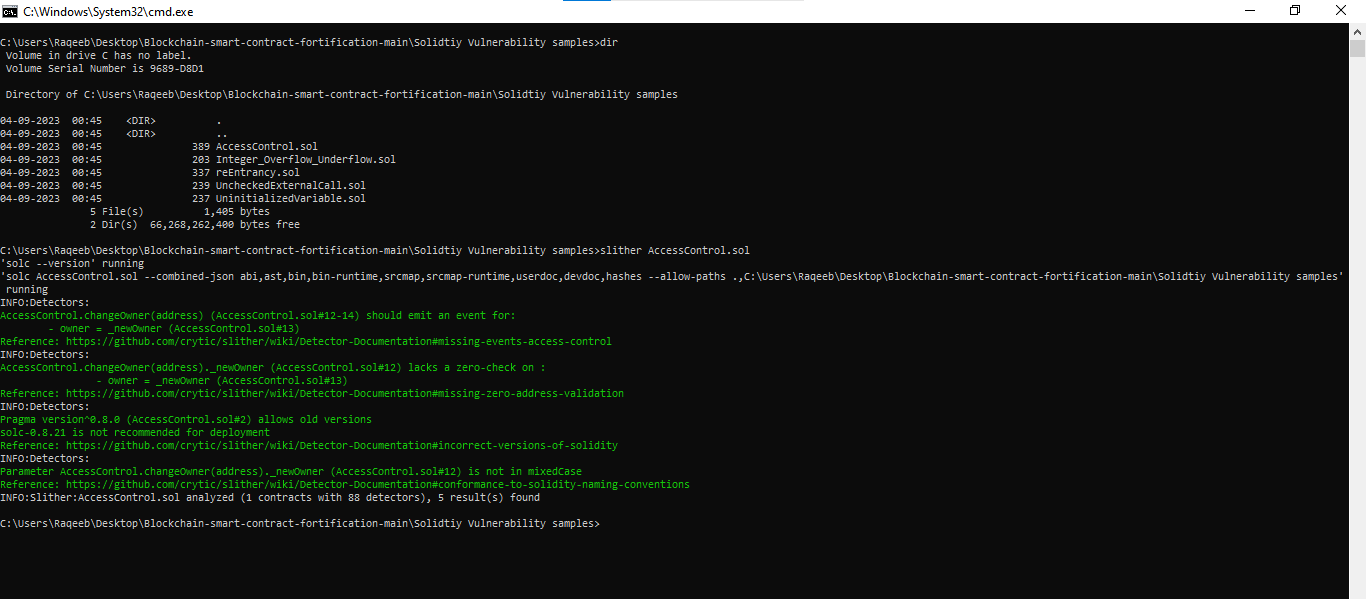 C:\Windows\System32\cmd.exe
C:\Users\Raqeeb\Desktop\Blockchain-smart-contract-fortification-main\Solidtiy Vulnerability samples>dir
 Volume in drive C has no label.
 Volume Serial Number is 9689-D8D1
 Directory of C:\Users\Raqeeb\Desktop\Blockchain-smart-contract-fortification-main\Solidtiy Vulnerability samples
04-09-2023  00:45    <DIR>          .
04-09-2023  00:45    <DIR>          ..
04-09-2023  00:45               389 AccessControl.sol
04-09-2023  00:45               203 Integer_Overflow_Underflow.sol
04-09-2023  00:45               337 reEntrancy.sol
04-09-2023  00:45               239 UncheckedExternalCall.sol
04-09-2023  00:45               237 UninitializedVariable.sol
               5 File(s)          1,405 bytes
               2 Dir(s)  66,268,262,400 bytes free
C:\Users\Raqeeb\Desktop\Blockchain-smart-contract-fortification-main\Solidtiy Vulnerability samples>slither AccessControl.sol
'solc --version' running
'solc AccessControl.sol --combined-json abi,ast,bin,bin-runtime,srcmap,srcmap-runtime,userdoc,devdoc,hashes --allow-paths .,C:\Users\Raqeeb\Desktop\Blockchain-smart-contract-fortification-main\Solidtiy Vulnerability samples'
 running
INFO:Detectors:
AccessControl.changeOwner(address) (AccessControl.sol#12-14) should emit an event for:
        - owner = _newOwner (AccessControl.sol#13)
Reference: https://github.com/crytic/slither/wiki/Detector-Documentation#missing-events-access-control
INFO:Detectors:
AccessControl.changeOwner(address)._newOwner (AccessControl.sol#12) lacks a zero-check on :
                - owner = _newOwner (AccessControl.sol#13)
Reference: https://github.com/crytic/slither/wiki/Detector-Documentation#missing-zero-address-validation
INFO:Detectors:
Pragma version^0.8.0 (AccessControl.sol#2) allows old versions
solc-0.8.21 is not recommended for deployment
Reference: https://github.com/crytic/slither/wiki/Detector-Documentation#incorrect-versions-of-solidity
INFO:Detectors:
Parameter AccessControl.changeOwner(address)._newOwner (AccessControl.sol#12) is not in mixedCase
Reference: https://github.com/crytic/slither/wiki/Detector-Documentation#conformance-to-solidity-naming-conventions
INFO:Slither:AccessControl.sol analyzed (1 contracts with 88 detectors), 5 result(s) found
C:\Users\Raqeeb\Desktop\Blockchain-smart-contract-fortification-main\Solidtiy Vulnerability samples>